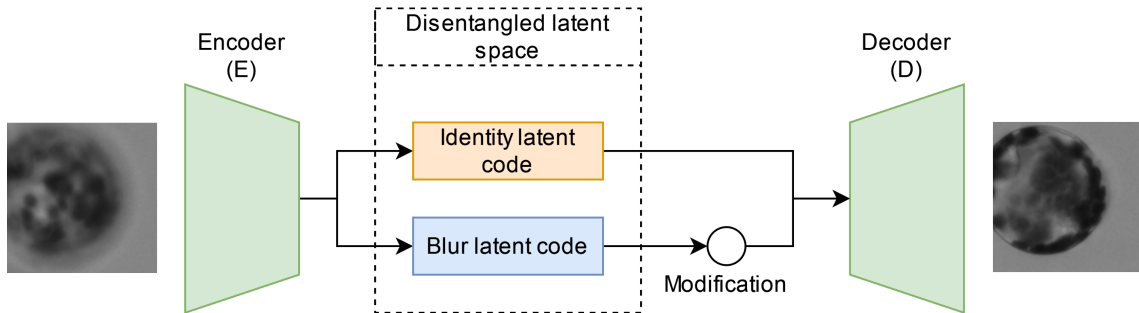 Encoder
(E)
Disentangled latent
space
Decoder
(D)
Identity latent
code
Blur latent code
Modification